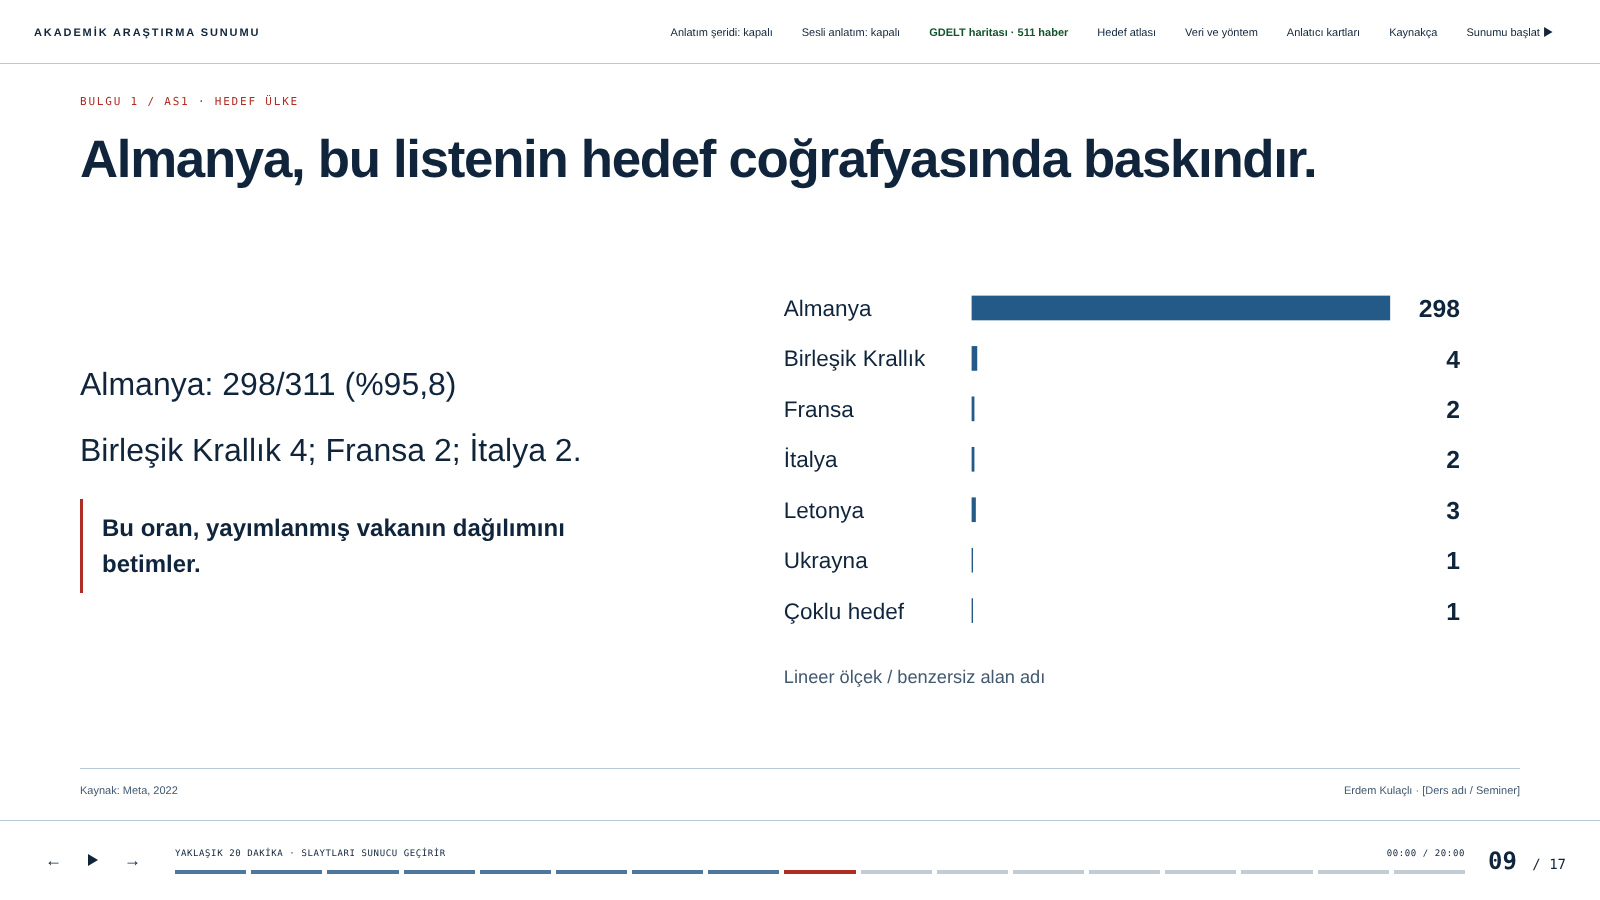 AKADEMİK ARAŞTIRMA SUNUMU
Anlatım şeridi: kapalı
Sesli anlatım: kapalı
GDELT haritası · 511 haber
Hedef atlası
Veri ve yöntem
Anlatıcı kartları
Kaynakça
Sunumu başlat ▶
BULGU 1 / AS1 · HEDEF ÜLKE
Almanya, bu listenin hedef coğrafyasında baskındır.
Almanya: 298/311 (%95,8)
Birleşik Krallık 4; Fransa 2; İtalya 2.
Bu oran, yayımlanmış vakanın dağılımını
betimler.
Almanya 298
Birleşik Krallık 4
Fransa 2
İtalya 2
Letonya 3
Ukrayna 1
Çoklu hedef 1
Lineer ölçek / benzersiz alan adı
Kaynak: Meta, 2022
Erdem Kulaçlı · [Ders adı / Seminer]
← ▶ →
YAKLAŞIK 20 DAKİKA · SLAYTLARI SUNUCU GEÇİRİR
00:00 / 20:00
09 / 17